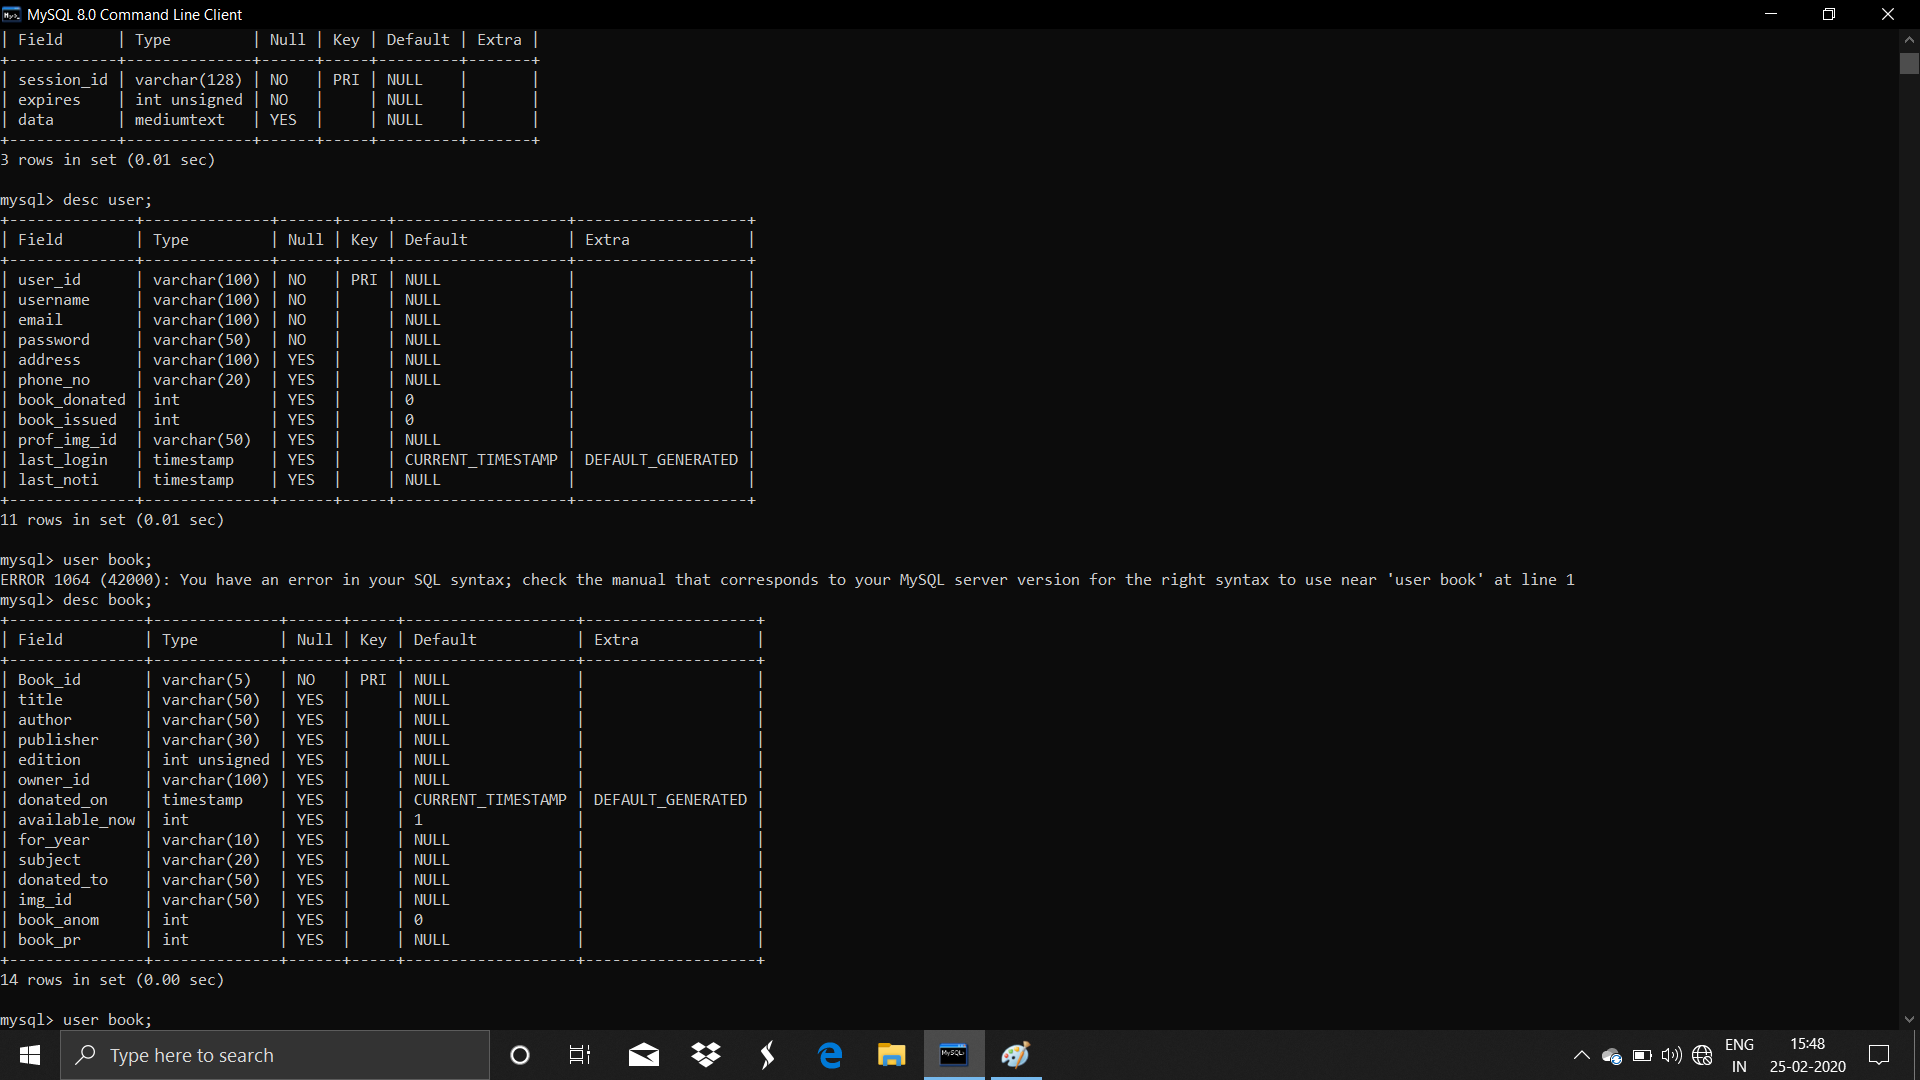 MySQL 8.0 Command Line Client
| Field      | Type         | Null | Key | Default | Extra |
+------------+--------------+------+-----+---------+-------+
| session_id | varchar(128) | NO   | PRI | NULL    |       |
| expires    | int unsigned | NO   |     | NULL    |       |
| data       | mediumtext   | YES  |     | NULL    |       |
+------------+--------------+------+-----+---------+-------+
3 rows in set (0.01 sec)
mysql> desc user;
+--------------+--------------+------+-----+-------------------+-------------------+
| Field        | Type         | Null | Key | Default           | Extra             |
+--------------+--------------+------+-----+-------------------+-------------------+
| user_id      | varchar(100) | NO   | PRI | NULL              |                   |
| username     | varchar(100) | NO   |     | NULL              |                   |
| email        | varchar(100) | NO   |     | NULL              |                   |
| password     | varchar(50)  | NO   |     | NULL              |                   |
| address      | varchar(100) | YES  |     | NULL              |                   |
| phone_no     | varchar(20)  | YES  |     | NULL              |                   |
| book_donated | int          | YES  |     | 0                 |                   |
| book_issued  | int          | YES  |     | 0                 |                   |
| prof_img_id  | varchar(50)  | YES  |     | NULL              |                   |
| last_login   | timestamp    | YES  |     | CURRENT_TIMESTAMP | DEFAULT_GENERATED |
| last_noti    | timestamp    | YES  |     | NULL              |                   |
+--------------+--------------+------+-----+-------------------+-------------------+
11 rows in set (0.01 sec)
mysql> user book;
ERROR 1064 (42000): You have an error in your SQL syntax; check the manual that corresponds to your MySQL server version for the right syntax to use near 'user book' at line 1
mysql> desc book;
+---------------+--------------+------+-----+-------------------+-------------------+
| Field         | Type         | Null | Key | Default           | Extra             |
+---------------+--------------+------+-----+-------------------+-------------------+
| Book_id       | varchar(5)   | NO   | PRI | NULL              |                   |
| title         | varchar(50)  | YES  |     | NULL              |                   |
| author        | varchar(50)  | YES  |     | NULL              |                   |
| publisher     | varchar(30)  | YES  |     | NULL              |                   |
| edition       | int unsigned | YES  |     | NULL              |                   |
| owner_id      | varchar(100) | YES  |     | NULL              |                   |
| donated_on    | timestamp    | YES  |     | CURRENT_TIMESTAMP | DEFAULT_GENERATED |
| available_now | int          | YES  |     | 1                 |                   |
| for_year      | varchar(10)  | YES  |     | NULL              |                   |
| subject       | varchar(20)  | YES  |     | NULL              |                   |
| donated_to    | varchar(50)  | YES  |     | NULL              |                   |
| img_id        | varchar(50)  | YES  |     | NULL              |                   |
| book_anom     | int          | YES  |     | 0                 |                   |
| book_pr       | int          | YES  |     | NULL              |                   |
+---------------+--------------+------+-----+-------------------+-------------------+
14 rows in set (0.00 sec)
mysql> user book;
Type here to search
ENG
IN
15:48
25-02-2020